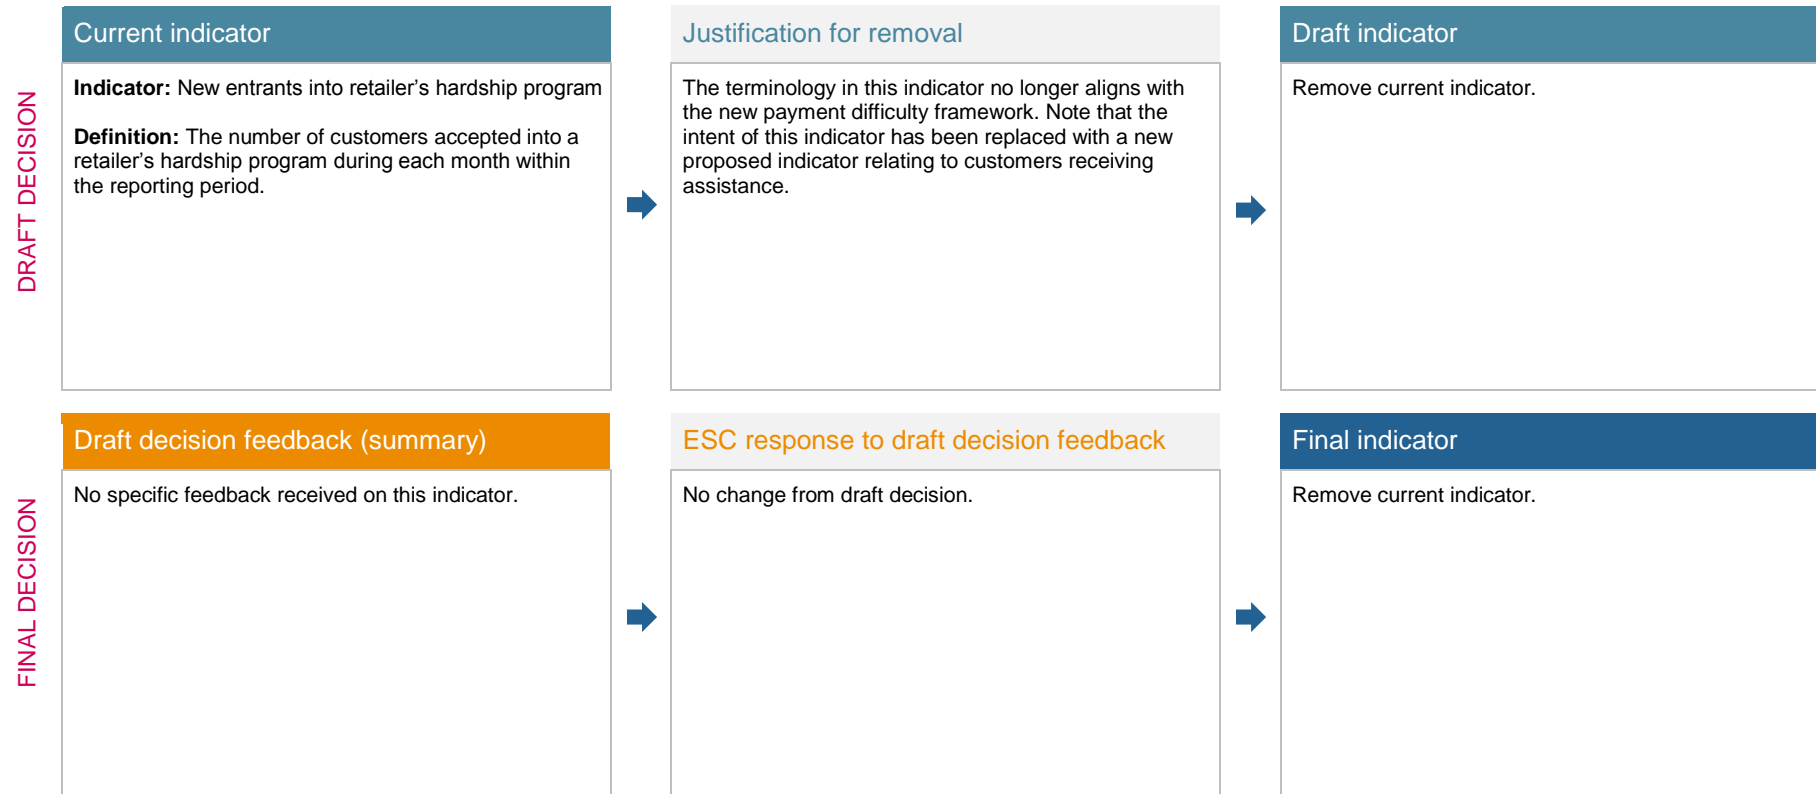 DRAFT DECISION
Current indicator
Indicator: New entrants into retailer's hardship program
Definition: The number of customers accepted into a
retailer's hardship program during each month within
the reporting period.
Justification for removal
The terminology in this indicator no longer aligns with
the new payment difficulty framework. Note that the
intent of this indicator has been replaced with a new
proposed indicator relating to customers receiving
assistance.
Draft indicator
Remove current indicator.
FINAL DECISION
Draft decision feedback (summary)
No specific feedback received on this indicator.
ESC response to draft decision feedback
No change from draft decision.
Final indicator
Remove current indicator.